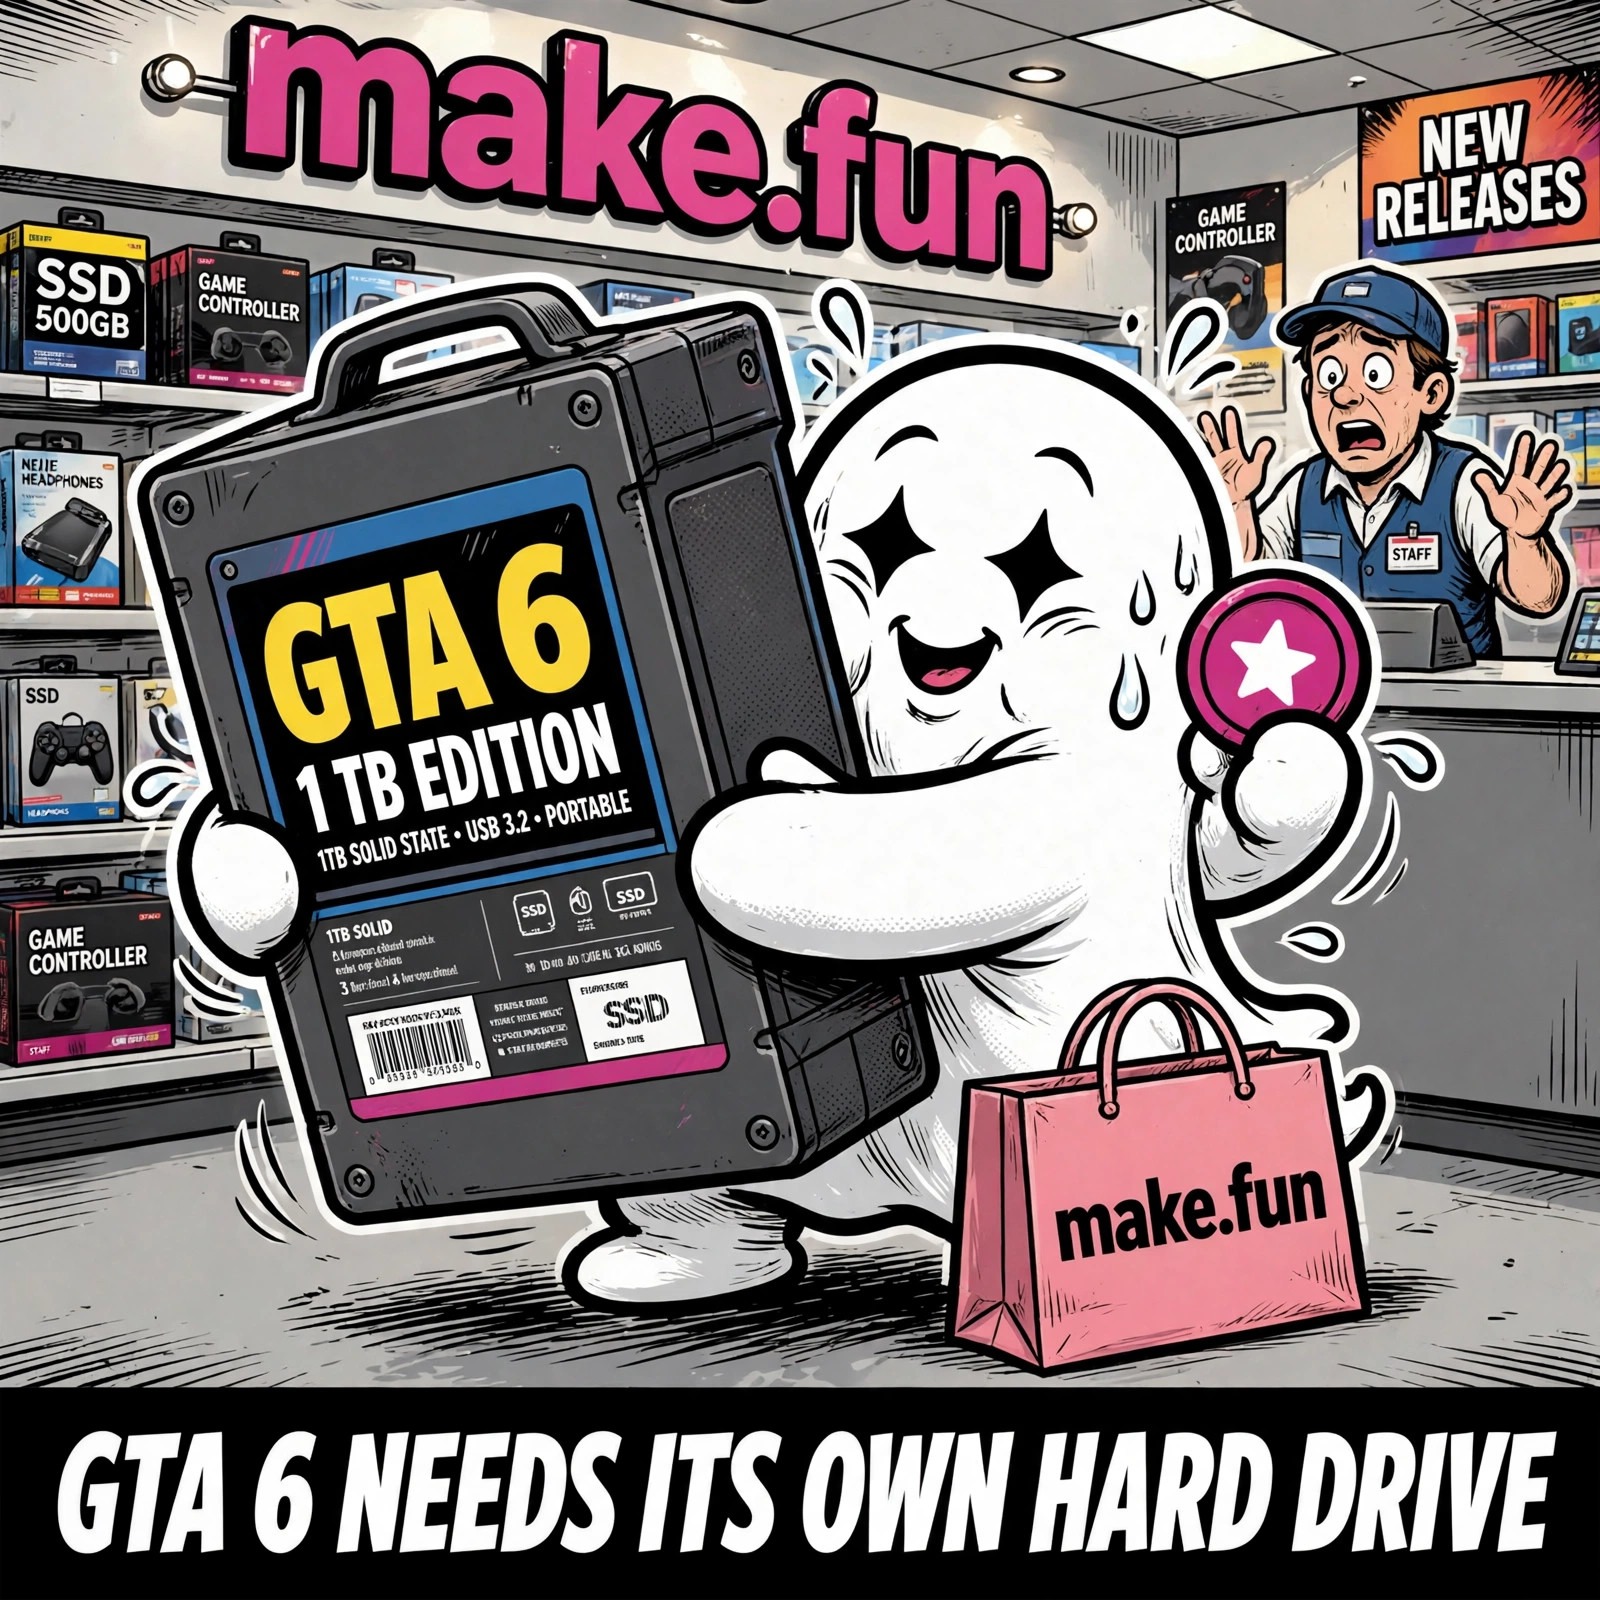 make.fun
NEW
RELEASES
GAME
CONTROLLER
SSD
500GB
GAME
CONTROLLER
NEIIE
HEADPHONES
SSD
HEADPHONES
GAME
CONTROLLER
STAFF
STAFF
GTA 6
1 TB EDITION
1TB SOLID STATE • USB 3.2 • PORTABLE
1TB SOLID
SSD
SSD
SSD
make.fun
GTA 6 NEEDS ITS OWN HARD DRIVE